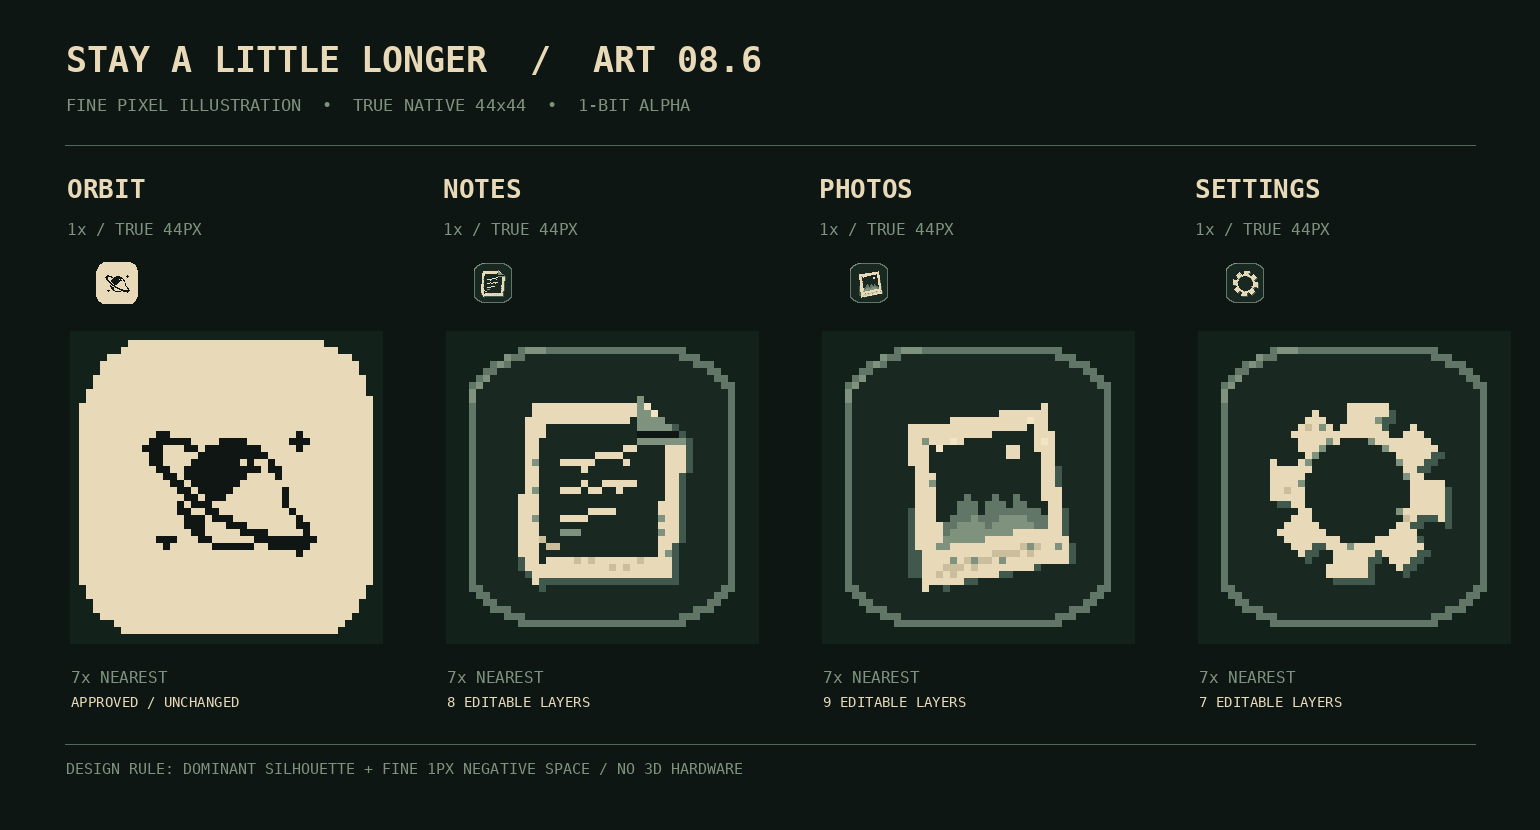 STAY A LITTLE LONGER / ART 08.6
FINE PIXEL ILLUSTRATION • TRUE NATIVE 44x44 • 1-BIT ALPHA
ORBIT
1x / TRUE 44PX
7x NEAREST
APPROVED / UNCHANGED
NOTES
1x / TRUE 44PX
7x NEAREST
8 EDITABLE LAYERS
PHOTOS
1x / TRUE 44PX
7x NEAREST
9 EDITABLE LAYERS
SETTINGS
1x / TRUE 44PX
7x NEAREST
7 EDITABLE LAYERS
DESIGN RULE: DOMINANT SILHOUETTE + FINE 1PX NEGATIVE SPACE / NO 3D HARDWARE